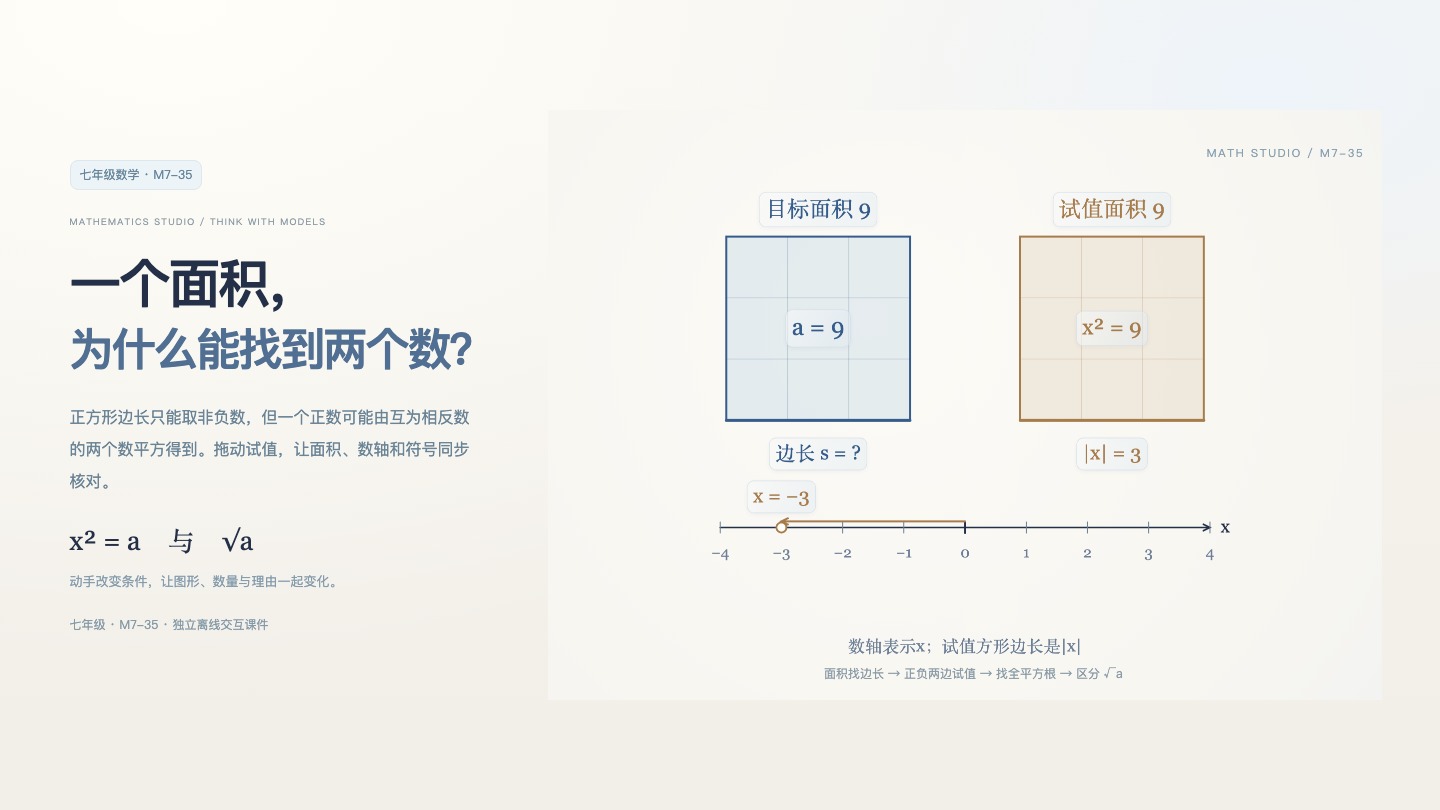 七年级数学 · M7–35
MATHEMATICS STUDIO / THINK WITH MODELS
一个面积，
为什么能找到两个数？
正方形边长只能取非负数，但一个正数可能由互为相反数
的两个数平方得到。拖动试值，让面积、数轴和符号同步
核对。
x² = a 与 √a
动手改变条件，让图形、数量与理由一起变化。
七年级 · M7–35 · 独立离线交互课件
MATH STUDIO / M7–35
目标面积 9
试值面积 9
a = 9
x² = 9
边长 s = ?
|x| = 3
x = −3
x
−4 −3 −2 −1 0 1 2 3 4
数轴表示x；试值方形边长是|x|
面积找边长 → 正负两边试值 → 找全平方根 → 区分 √a